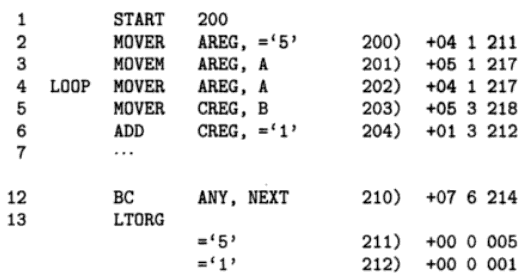 1 START 200
2 MOVER AREG, =‘5’ 200) +04 1 211
3 MOVEM AREG, A 201) +05 1 217
4 LOOP MOVER AREG, A 202) +04 1 217
5 MOVER CREG, B 203) +05 3 218
6 ADD CREG, =‘1’ 204) +01 3 212
7 ...
12 BC ANY, NEXT 210) +07 6 214
13 LTORG
=‘5’ 211) +00 0 005
=‘1’ 212) +00 0 001